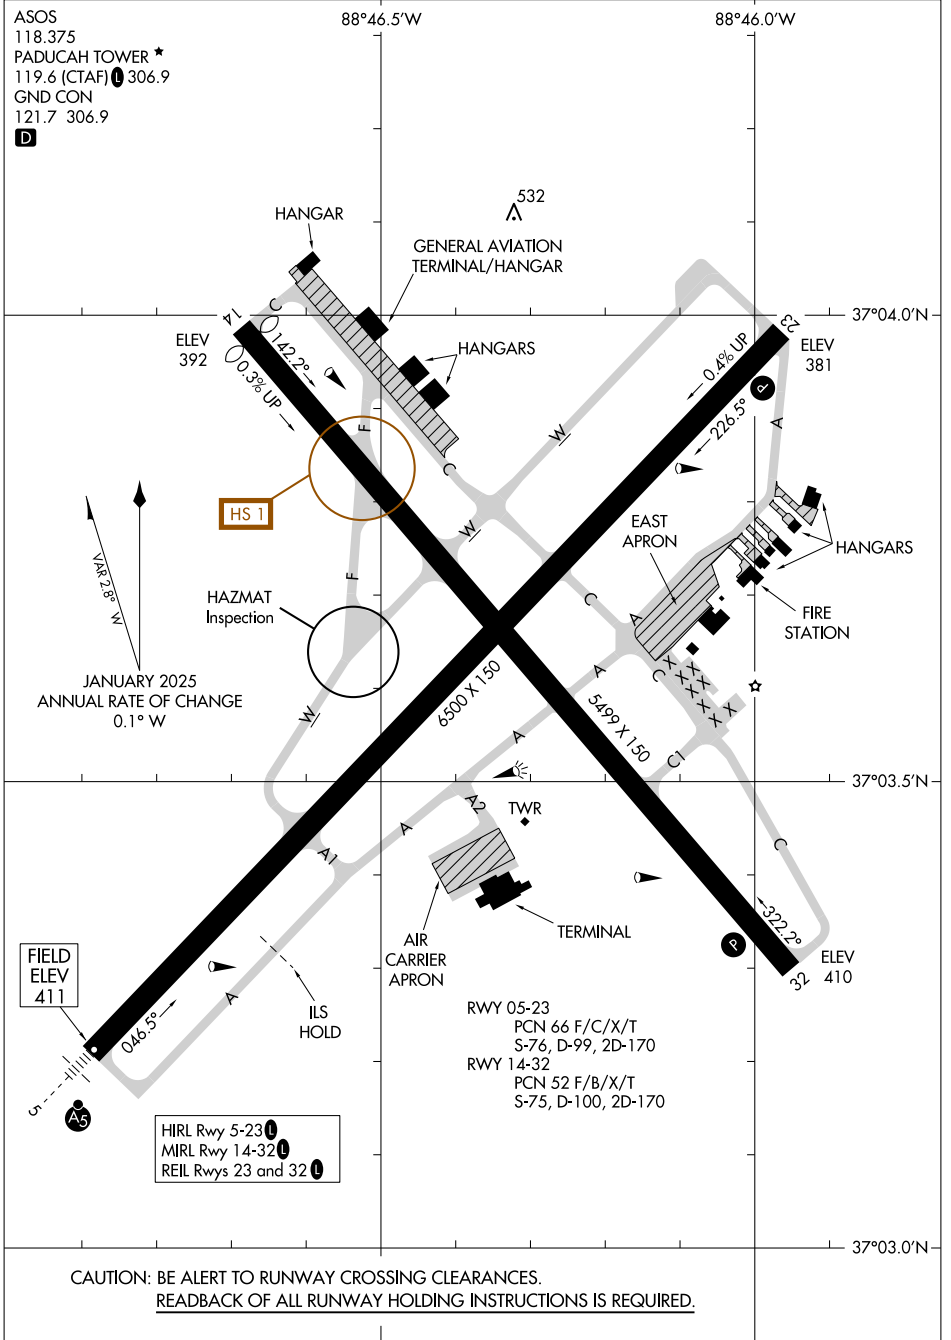 ASOS
118.375
PADUCAH TOWER ★
119.6 (CTAF) L 306.9
GND CON
121.7 306.9
D
88°46.5'W
88°46.0'W
532
HANGAR
GENERAL AVIATION
TERMINAL/HANGAR
14
C
37°04.0'N
23
ELEV
392
142.2°
0.3% UP
HANGARS
0.4% UP
ELEV
381
P
226.5°
A
F
W
C
HS 1
W
EAST
APRON
HANGARS
VAR 2.8° W
F
HAZMAT
Inspection
C
A
FIRE
STATION
X X X X X X X X X
JANUARY 2025
ANNUAL RATE OF CHANGE
0.1° W
A
C
6500 X 150
5499 X 150
W
A
C1
37°03.5'N
A2
TWR
A
A1
C
322.2°
AIR
CARRIER
APRON
TERMINAL
P
ELEV
410
32
FIELD
ELEV
411
ILS
HOLD
A
046.5°
RWY 05-23
PCN 66 F/C/X/T
S-76, D-99, 2D-170
RWY 14-32
PCN 52 F/B/X/T
S-75, D-100, 2D-170
5
A5
HIRL Rwy 5-23 L
MIRL Rwy 14-32 L
REIL Rwys 23 and 32 L
37°03.0'N
CAUTION: BE ALERT TO RUNWAY CROSSING CLEARANCES.
READBACK OF ALL RUNWAY HOLDING INSTRUCTIONS IS REQUIRED.